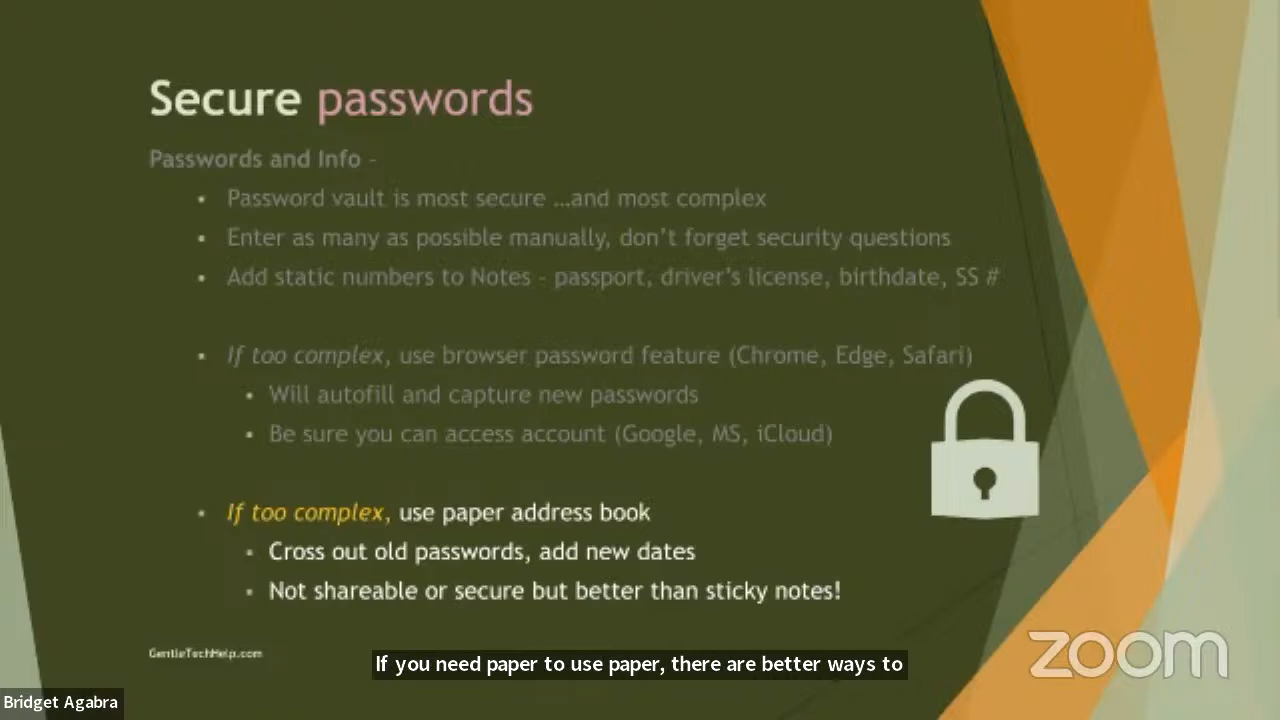 Secure passwords
Passwords and Info -
▪ Password vault is most secure …and most complex
▪ Enter as many as possible manually, don't forget security questions
▪ Add static numbers to Notes - passport, driver's license, birthdate, SS #
▪ If too complex, use browser password feature (Chrome, Edge, Safari)
▪ Will autofill and capture new passwords
▪ Be sure you can access account (Google, MS, iCloud)
▪ If too complex, use paper address book
▪ Cross out old passwords, add new dates
▪ Not shareable or secure but better than sticky notes!
GentleTechHelp.com
If you need paper to use paper, there are better ways to
zoom
Bridget Agabra